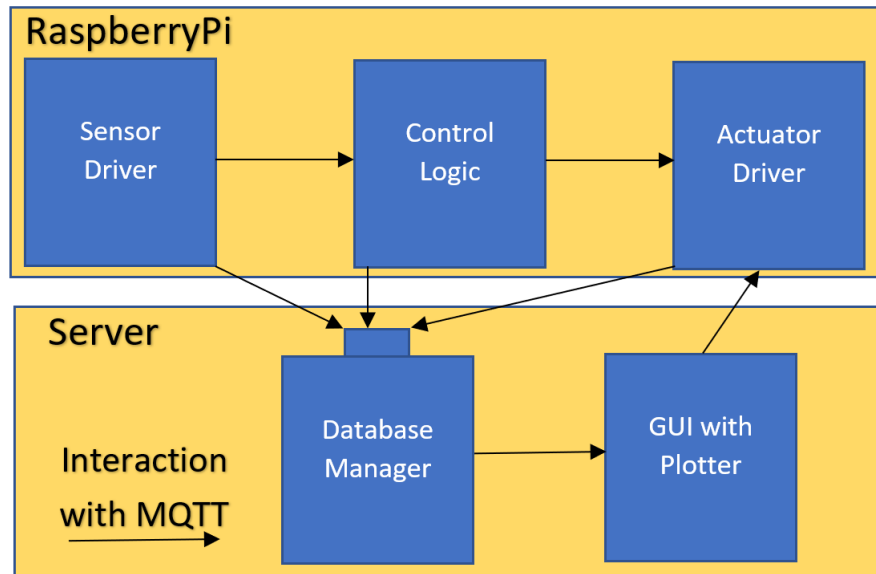 RaspberryPi
Sensor
Driver
Control
Logic
Actuator
Driver
Server
Database
Manager
GUI with
Plotter
Interaction
with MQTT